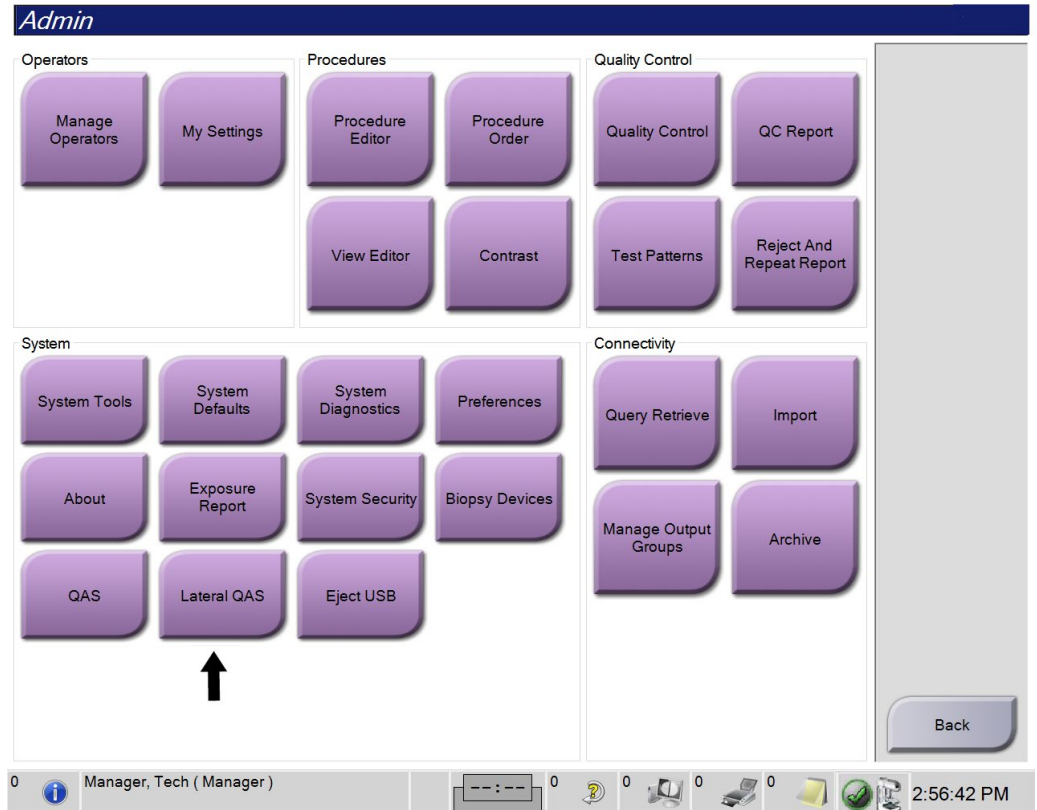 Admin
Operators
Manage
Operators
My Settings
Procedures
Procedure
Editor
Procedure
Order
View Editor
Contrast
Quality Control
Quality Control
QC Report
Test Patterns
Reject And
Repeat Report
System
System Tools
System
Defaults
System
Diagnostics
Preferences
About
Exposure
Report
System Security
Biopsy Devices
QAS
Lateral QAS
Eject USB
Connectivity
Query Retrieve
Import
Manage Output
Groups
Archive
Back
0
Manager, Tech ( Manager )
--:--
0
0
0
0
2:56:42 PM